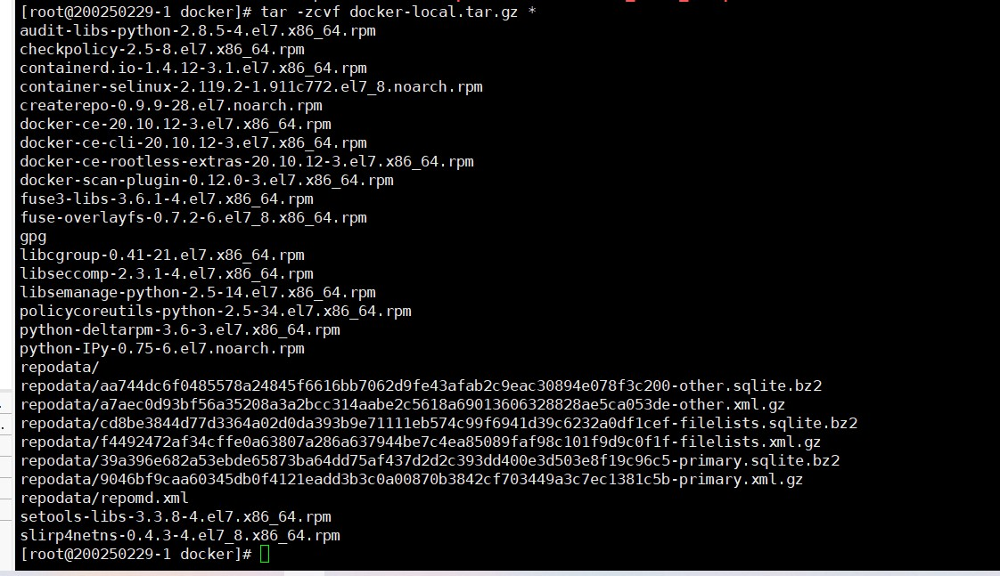 [root@200250229-1 docker]# tar -zcvf docker-local.tar.gz *
audit-libs-python-2.8.5-4.el7.x86_64.rpm
checkpolicy-2.5-8.el7.x86_64.rpm
containerd.io-1.4.12-3.1.el7.x86_64.rpm
container-selinux-2.119.2-1.911c772.el7_8.noarch.rpm
createrepo-0.9.9-28.el7.noarch.rpm
docker-ce-20.10.12-3.el7.x86_64.rpm
docker-ce-cli-20.10.12-3.el7.x86_64.rpm
docker-ce-rootless-extras-20.10.12-3.el7.x86_64.rpm
docker-scan-plugin-0.12.0-3.el7.x86_64.rpm
fuse3-libs-3.6.1-4.el7.x86_64.rpm
fuse-overlayfs-0.7.2-6.el7_8.x86_64.rpm
gpg
libcgroup-0.41-21.el7.x86_64.rpm
libseccomp-2.3.1-4.el7.x86_64.rpm
libsemanage-python-2.5-14.el7.x86_64.rpm
policycoreutils-python-2.5-34.el7.x86_64.rpm
python-deltarpm-3.6-3.el7.x86_64.rpm
python-IPy-0.75-6.el7.noarch.rpm
repodata/
repodata/aa744dc6f0485578a24845f6616bb7062d9fe43afab2c9eac30894e078f3c200-other.sqlite.bz2
repodata/a7aec0d93bf56a35208a3a2bcc314aabe2c5618a69013606328828ae5ca053de-other.xml.gz
repodata/cd8be3844d77d3364a02d0da393b9e71111eb574c99f6941d39c6232a0df1cef-filelists.sqlite.bz2
repodata/f4492472af34cffe0a63807a286a637944be7c4ea85089faf98c101f9d9c0f1f-filelists.xml.gz
repodata/39a396e682a53ebde65873ba64dd75af437d2d2c393dd400e3d503e8f19c96c5-primary.sqlite.bz2
repodata/9046bf9caa60345db0f4121eadd3b3c0a00870b3842cf703449a3c7ec1381c5b-primary.xml.gz
repodata/repomd.xml
setools-libs-3.3.8-4.el7.x86_64.rpm
slirp4netns-0.4.3-4.el7_8.x86_64.rpm
[root@200250229-1 docker]#